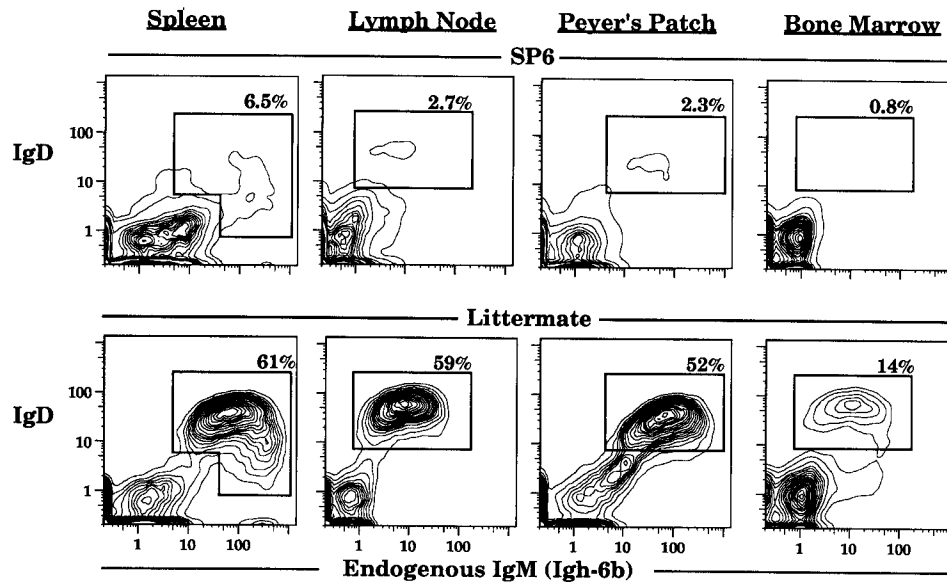 Spleen Lymph Node Peyer's Patch Bone Marrow
SP6
6.5% 2.7% 2.3% 0.8%
IgD
100
10
1
Littermate
61% 59% 52% 14%
IgD
100
10
1
1 10 100 1 10 100 1 10 100 1 10 100
Endogenous IgM (Igh-6b)